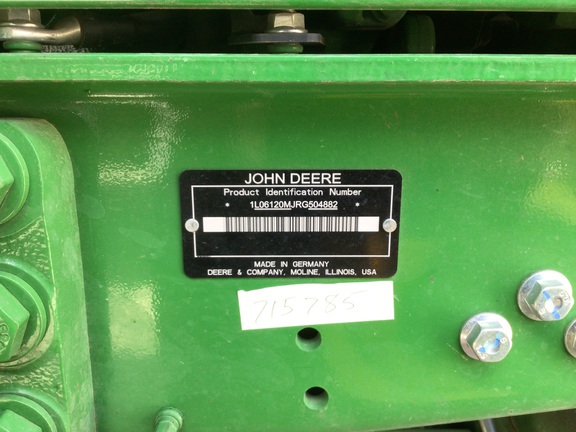 JOHN DEERE
Product Identification Number
* 1L06120MJRG504882 *
MADE IN GERMANY
DEERE & COMPANY, MOLINE, ILLINOIS, USA
715785